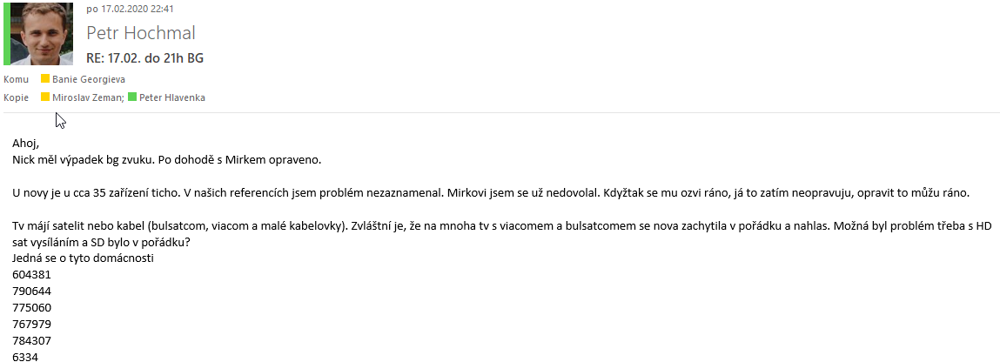 po 17.02.2020 22:41
Petr Hochmal
RE: 17.02. do 21h BG
Komu Banie Georgieva
Kopie Miroslav Zeman; Peter Hlavenka
Ahoj,
Nick měl výpadek bg zvuku. Po dohodě s Mirkem opraveno.
U novy je u cca 35 zařízení ticho. V našich referencích jsem problém nezaznamenal. Mirkovi jsem se už nedovolal. Kdyžtak se mu ozvi ráno, já to zatím neopravuju, opravit to můžu ráno.
Tv májí satelit nebo kabel (bulsatcom, viacom a malé kabelovky). Zvláštní je, že na mnoha tv s viacomem a bulsatcomem se nova zachytila v pořádku a nahlas. Možná byl problém třeba s HD
sat vysíláním a SD bylo v pořádku?
Jedná se o tyto domácnosti
604381
790644
775060
767979
784307
6334